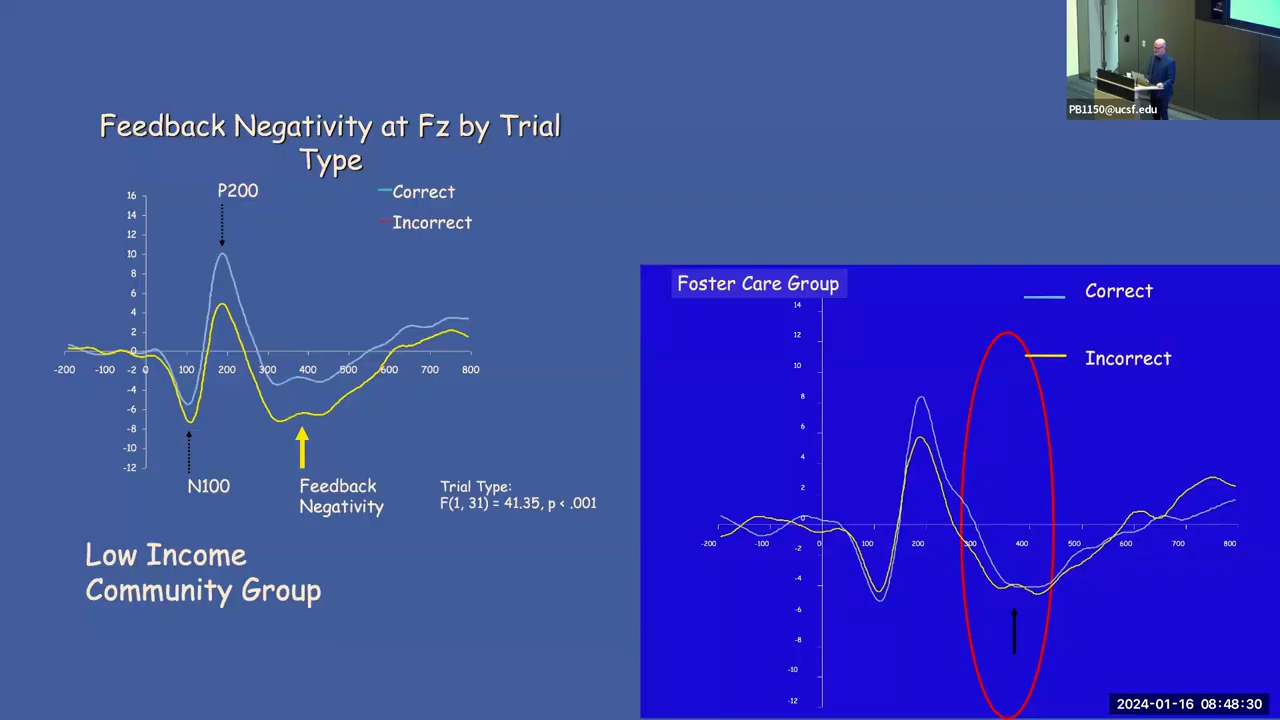 PB1150@ucsf.edu
Feedback Negativity at Fz by Trial
Type
P200
Correct
Incorrect
16
14
12
10
8
6
4
2
0
-2
-4
-6
-8
-10
-12
-200 -100 0 100 200 300 400 500 600 700 800
N100
Feedback
Negativity
Trial Type:
F(1, 31) = 41.35, p < .001
Low Income
Community Group
Foster Care Group
Correct
Incorrect
14
12
10
8
6
4
2
0
-2
-4
-6
-8
-10
-12
-200 -100 0 100 200 300 400 500 600 700 800
2024-01-16 08:48:30